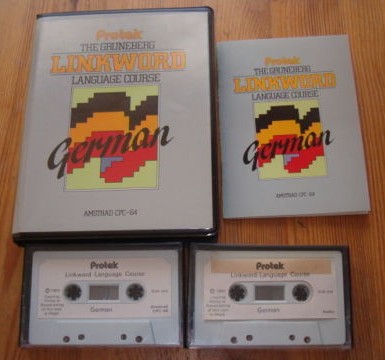 Protek
THE GRUNEBERG
LINKWORD
LANGUAGE COURSE
German
AMSTRAD CPC-64
Protek
THE GRUNEBERG
LINKWORD
LANGUAGE COURSE
German
AMSTRAD CPC-64
Protek
Linkword Language Course
German
Protek
Linkword Language Course
German
Audio